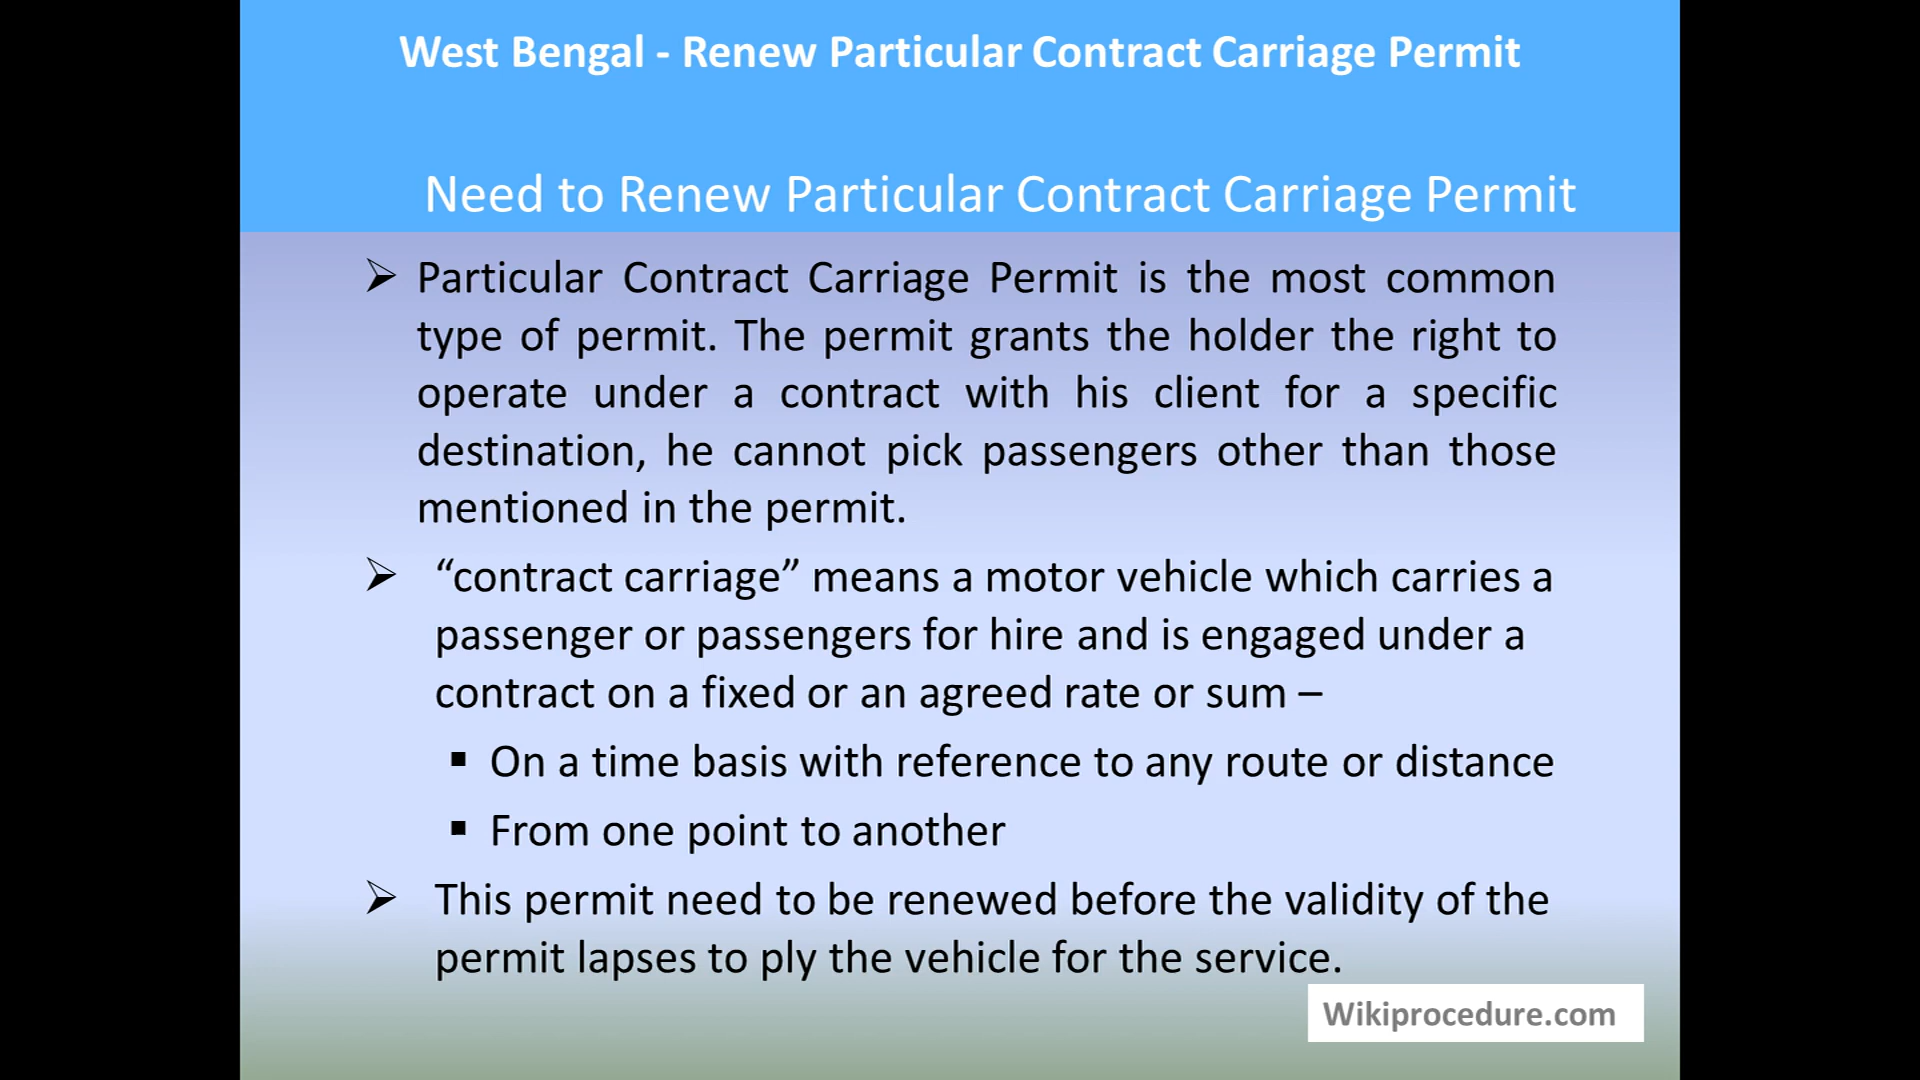 West Bengal - Renew Particular Contract Carriage Permit
Need to Renew Particular Contract Carriage Permit
➢ Particular Contract Carriage Permit is the most common
type of permit. The permit grants the holder the right to
operate under a contract with his client for a specific
destination, he cannot pick passengers other than those
mentioned in the permit.
➢ “contract carriage” means a motor vehicle which carries a
passenger or passengers for hire and is engaged under a
contract on a fixed or an agreed rate or sum –
▪ On a time basis with reference to any route or distance
▪ From one point to another
➢ This permit need to be renewed before the validity of the
permit lapses to ply the vehicle for the service.
Wikiprocedure.com